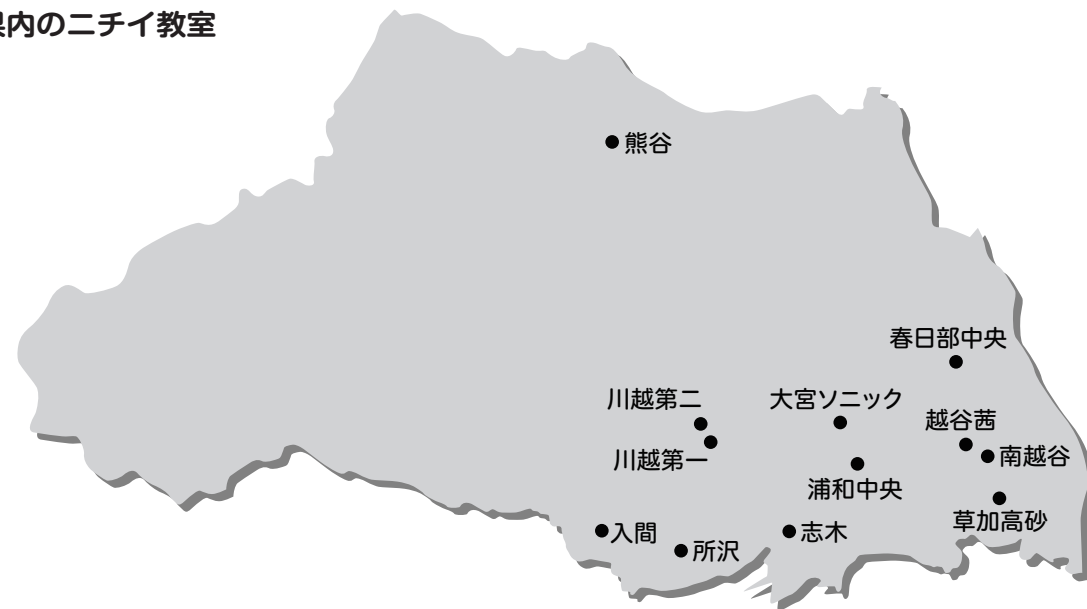 県内のニチイ教室
熊谷
春日部中央
川越第二
大宮ソニック
越谷茜
川越第一
南越谷
浦和中央
草加高砂
入間
志木
所沢